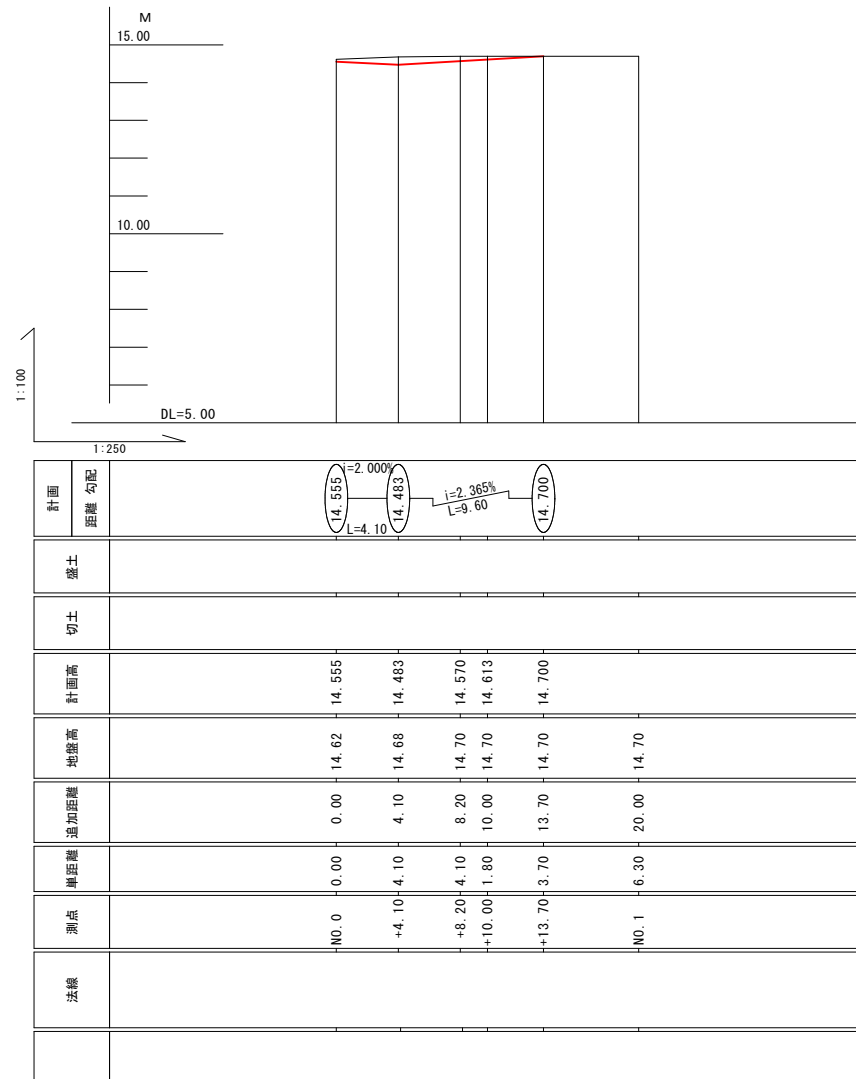 M
15.00
10.00
DL=5.00
1:100
1:250
計画
距離 勾配
14.555
i=2.000%
L=4.10
14.483
i=2.365%
L=9.60
14.700
盛土
切土
計画高 14.555 14.483 14.570 14.613 14.700
地盤高 14.62 14.68 14.70 14.70 14.70 14.70
追加距離 0.00 4.10 8.20 10.00 13.70 20.00
単距離 0.00 4.10 4.10 1.80 3.70 6.30
測点 NO.0 +4.10 +8.20 +10.00 +13.70 NO.1
法線